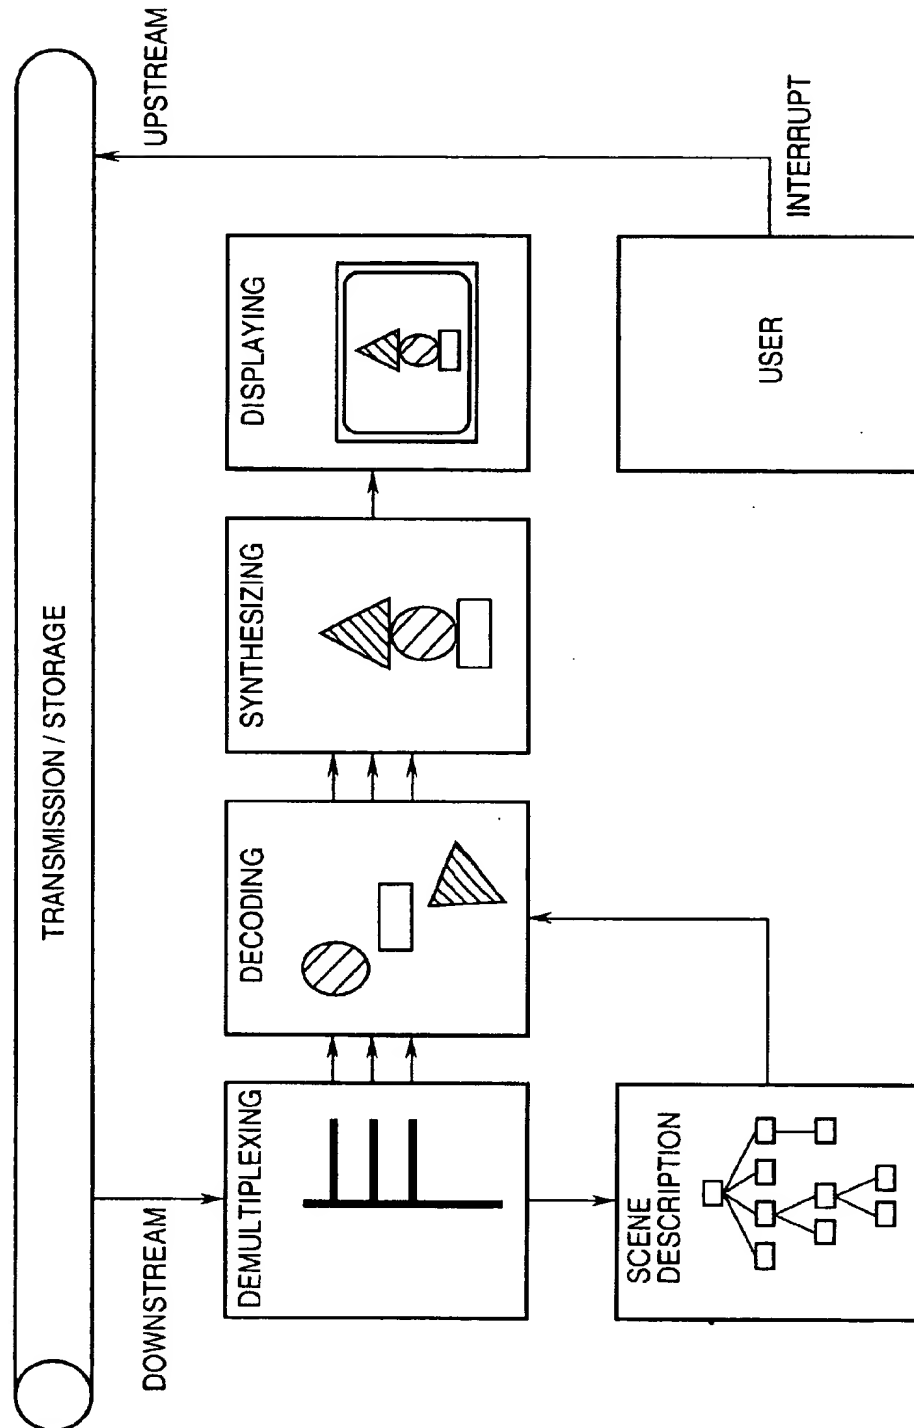 TRANSMISSION / STORAGE
DOWNSTREAM
UPSTREAM
DEMULTIPLEXING
DECODING
SYNTHESIZING
DISPLAYING
SCENE
DESCRIPTION
USER
INTERRUPT